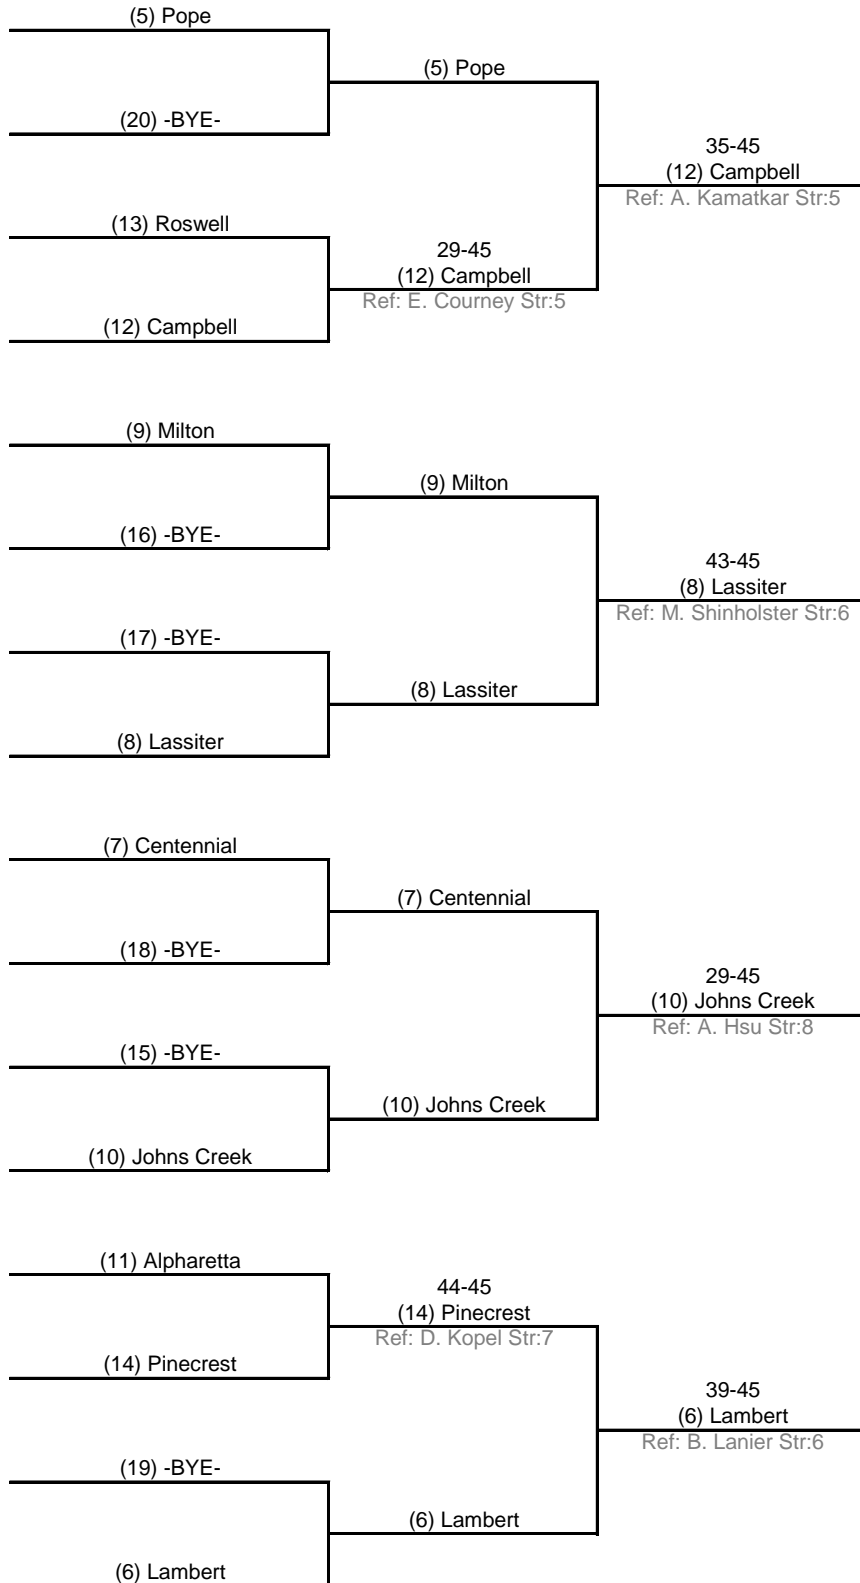 (5) Pope
(5) Pope
(20) -BYE-
35-45
(12) Campbell
Ref: A. Kamatkar Str:5
(13) Roswell
29-45
(12) Campbell
Ref: E. Courney Str:5
(12) Campbell
(9) Milton
(9) Milton
(16) -BYE-
43-45
(8) Lassiter
Ref: M. Shinholster Str:6
(17) -BYE-
(8) Lassiter
(8) Lassiter
(7) Centennial
(7) Centennial
(18) -BYE-
29-45
(10) Johns Creek
Ref: A. Hsu Str:8
(15) -BYE-
(10) Johns Creek
(10) Johns Creek
(11) Alpharetta
44-45
(14) Pinecrest
Ref: D. Kopel Str:7
(14) Pinecrest
39-45
(6) Lambert
Ref: B. Lanier Str:6
(19) -BYE-
(6) Lambert
(6) Lambert